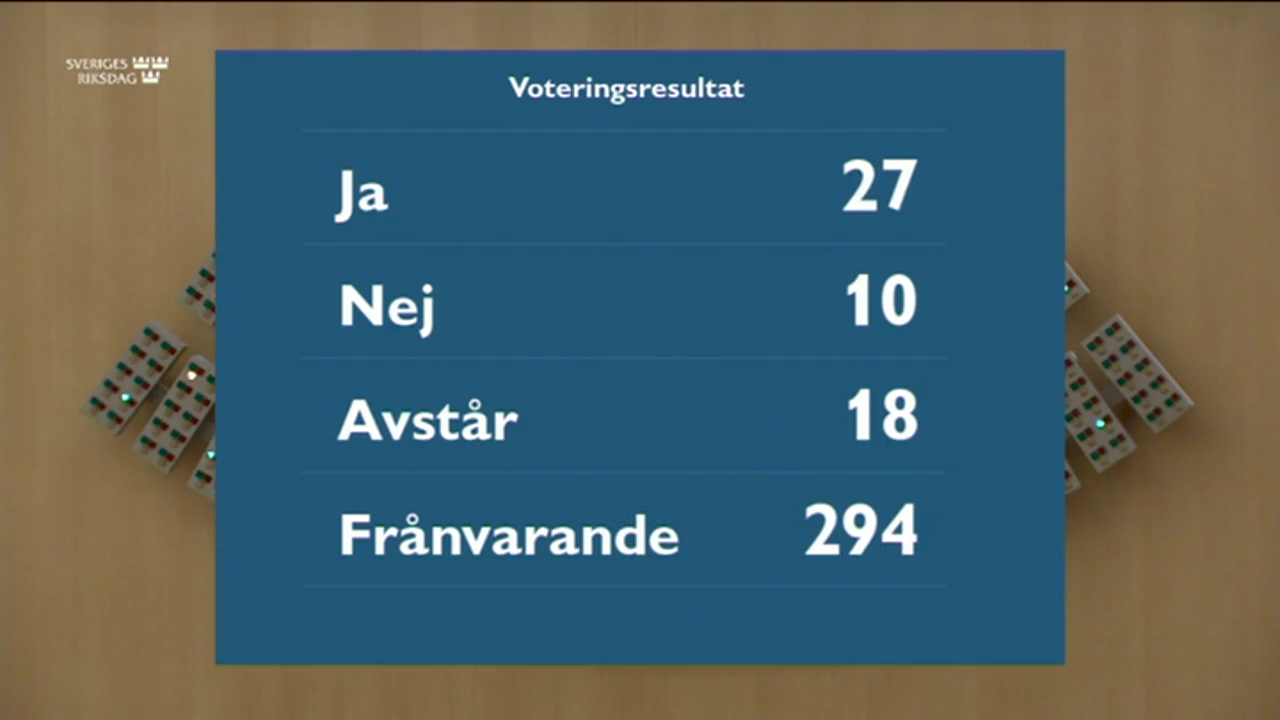 SVERIGES
RIKSDAG
Voteringsresultat
Ja 27
Nej 10
Avstår 18
Frånvarande 294